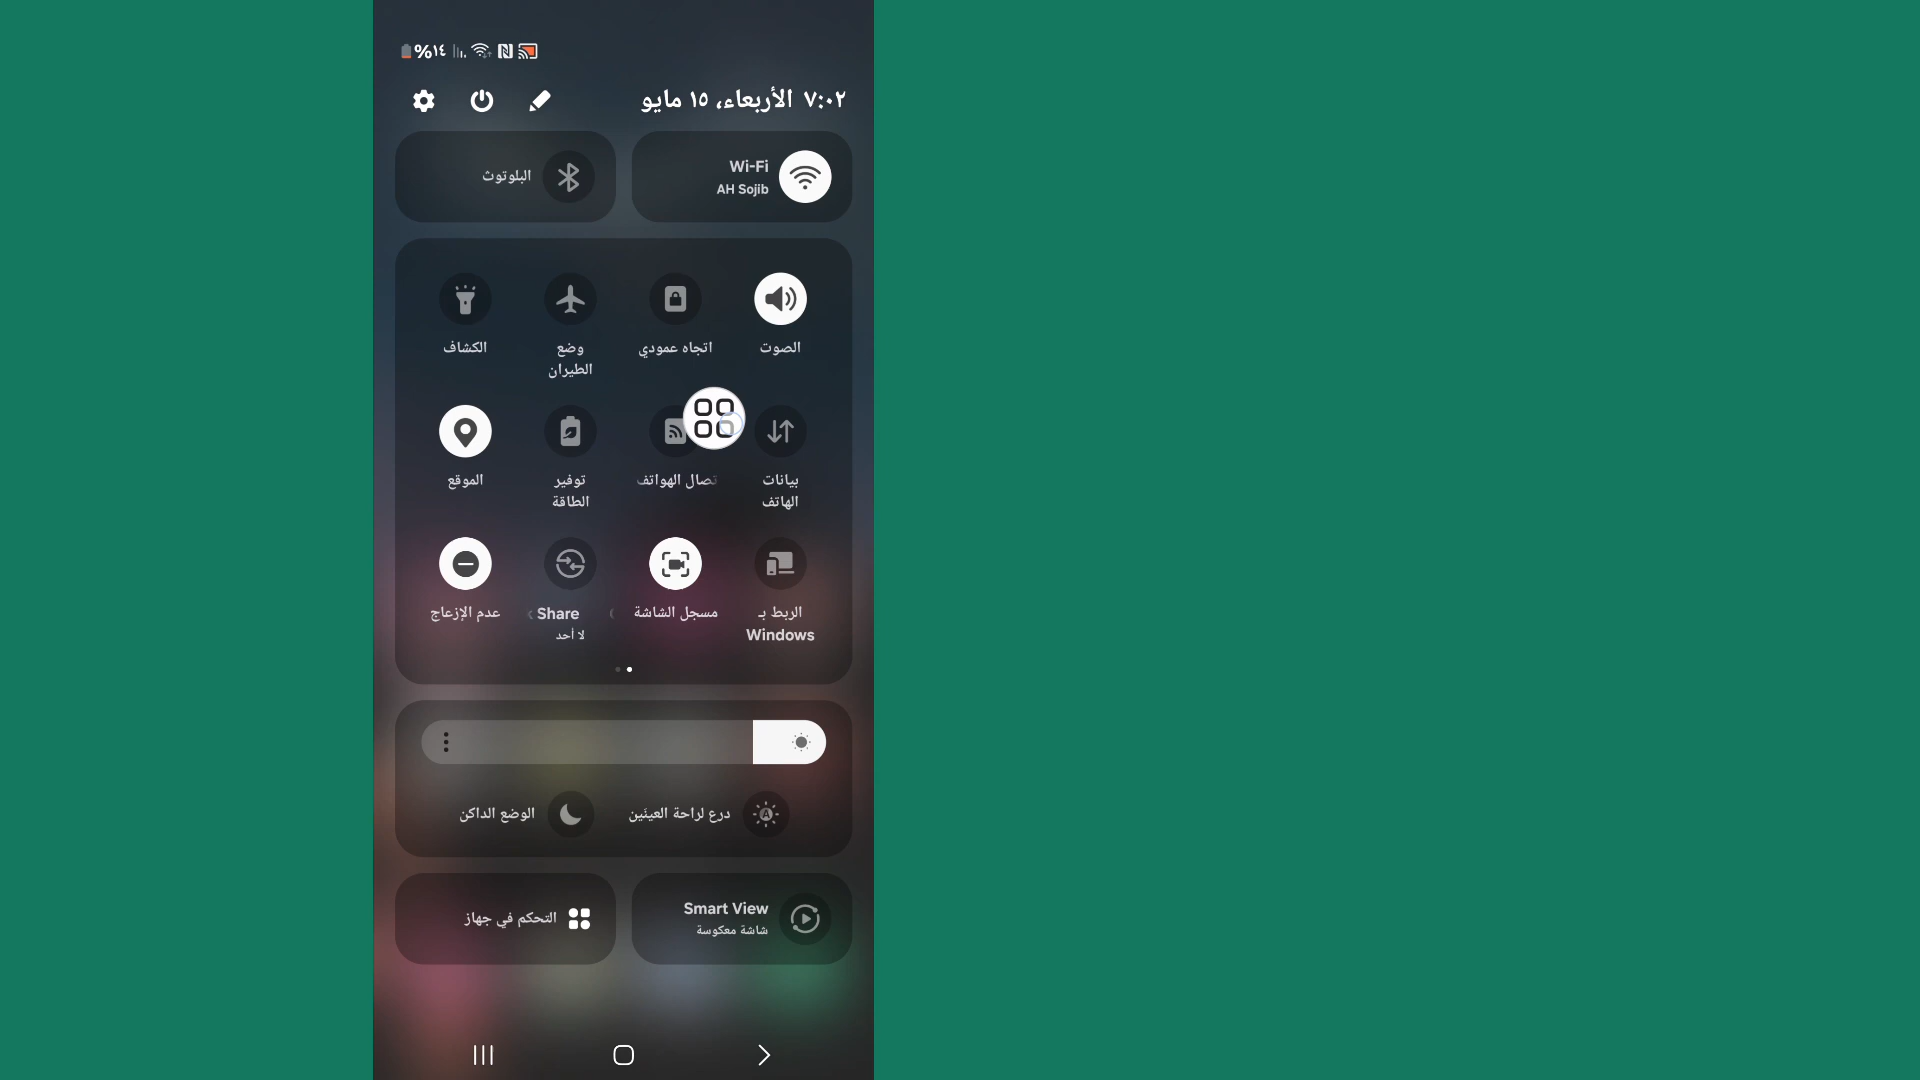 ٪١٤
٧:٠٢ الأربعاء، ١٥ مايو
Wi-Fi
AH Sojib
البلوتوث
الصوت
اتجاه عمودي
وضع
الطيران
الكشاف
بيانات
الهاتف
تصال الهواتف
توفير
الطاقة
الموقع
الربط بـ
Windows
مسجل الشاشة
Share
لا أحد
عدم الإزعاج
درع لراحة العينَين
الوضع الداكن
Smart View
شاشة معكوسة
التحكم في جهاز